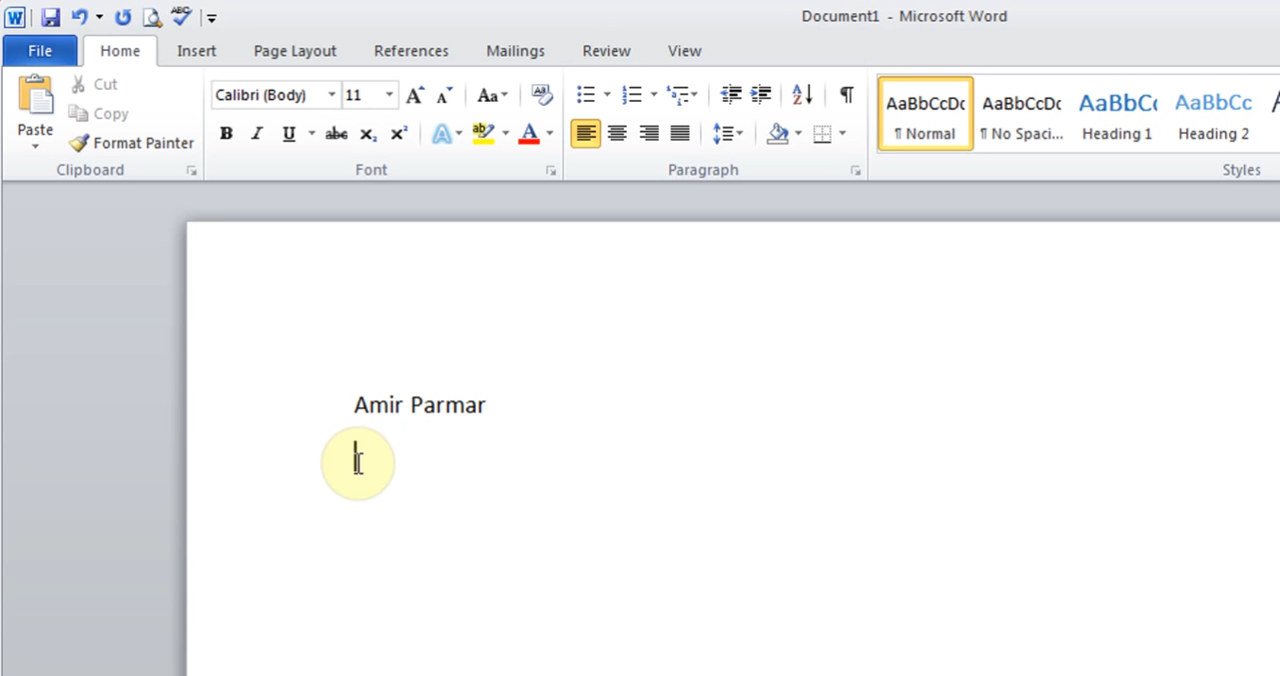 Document1 - Microsoft Word
File Home Insert Page Layout References Mailings Review View
Cut
Calibri (Body) 11
AaBbCcDc AaBbCcDc AaBbCc AaBbCc
Copy
Paste
¶ Normal ¶ No Spaci... Heading 1 Heading 2
Format Painter
Clipboard Font Paragraph Styles
Amir Parmar